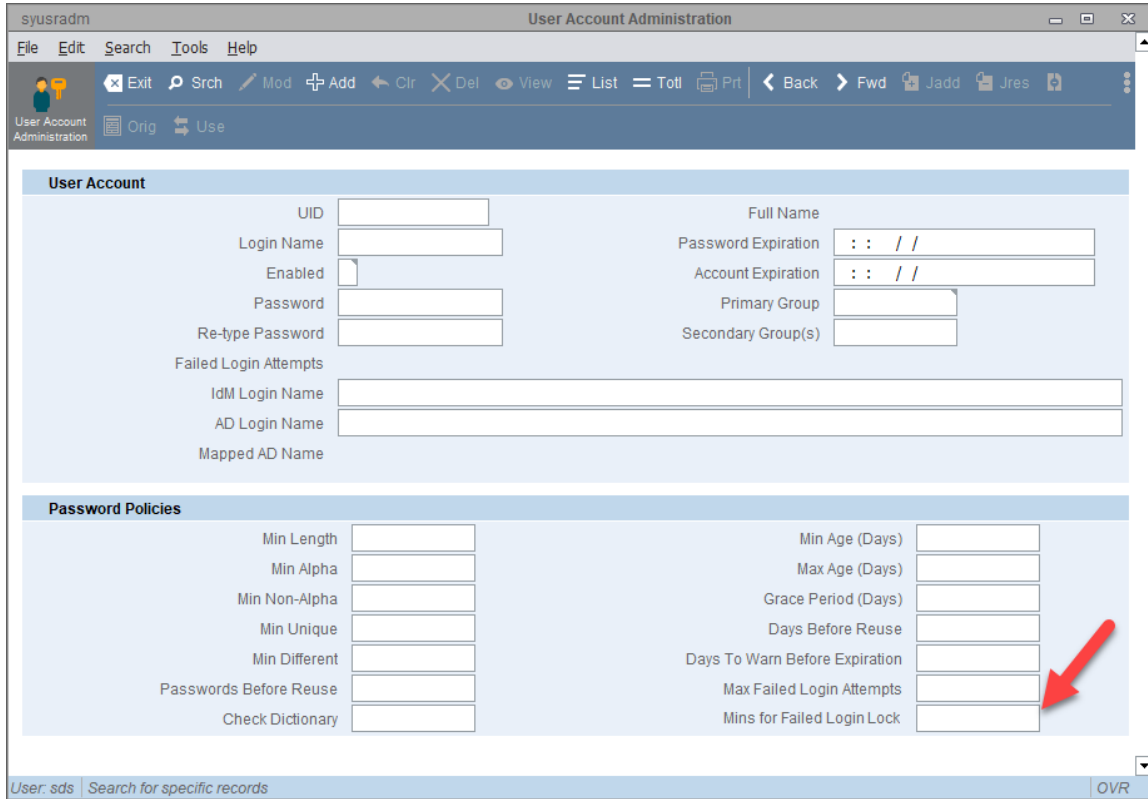 syusradm User Account Administration
File Edit Search Tools Help
Exit Srch Mod Add Clr Del View List Totl Prt Back Fwd Jadd Jres
User Account Administration
Orig Use
User Account
UID Full Name
Login Name Password Expiration : : / /
Enabled Account Expiration : : / /
Password Primary Group
Re-type Password Secondary Group(s)
Failed Login Attempts
IdM Login Name
AD Login Name
Mapped AD Name
Password Policies
Min Length Min Age (Days)
Min Alpha Max Age (Days)
Min Non-Alpha Grace Period (Days)
Min Unique Days Before Reuse
Min Different Days To Warn Before Expiration
Passwords Before Reuse Max Failed Login Attempts
Check Dictionary Mins for Failed Login Lock
User: sds Search for specific records OVR